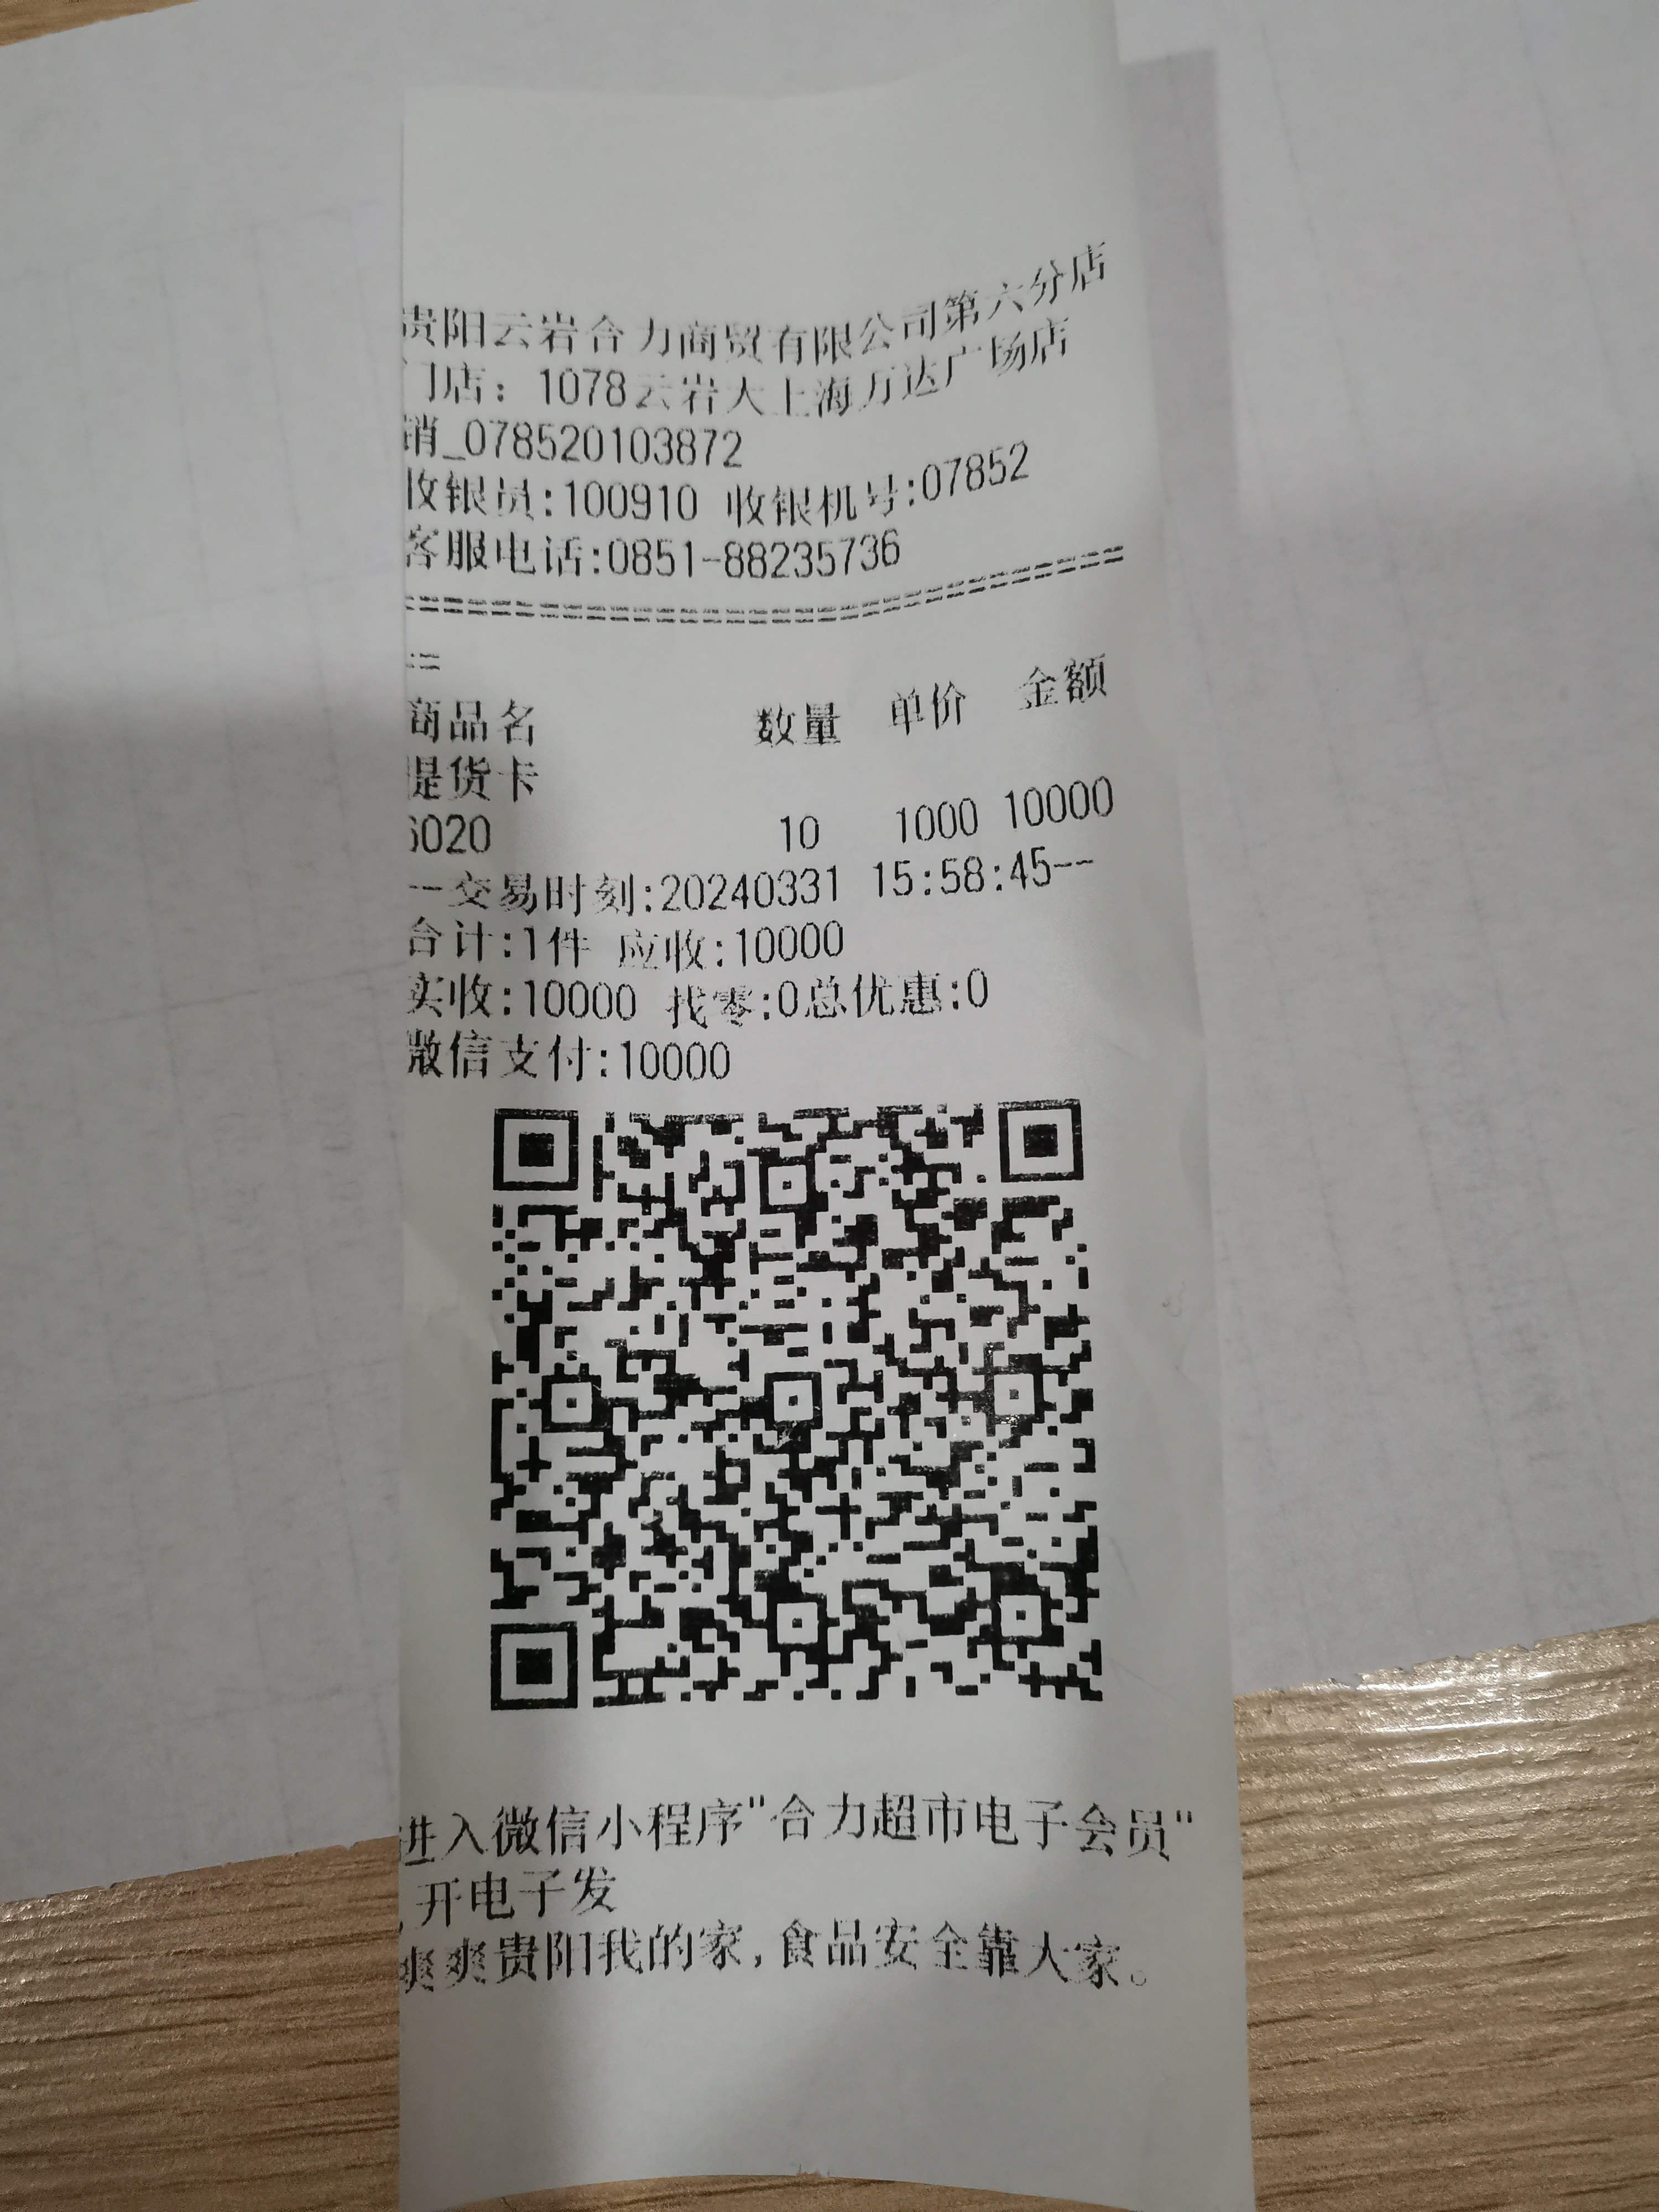 贵阳云岩合力商贸有限公司第六分店
门店：1078云岩大上海万达广场店
销_078520103872
收银员:100910 收银机号:07852
客服电话:0851-88235736
================================
==
商品名 数量 单价 金额
提货卡
6020 10 1000 10000
--交易时刻:20240331 15:58:45--
合计:1件 应收:10000
实收:10000 找零:0总优惠:0
微信支付:10000
进入微信小程序"合力超市电子会员"
,开电子发
爽爽贵阳我的家,食品安全靠大家。